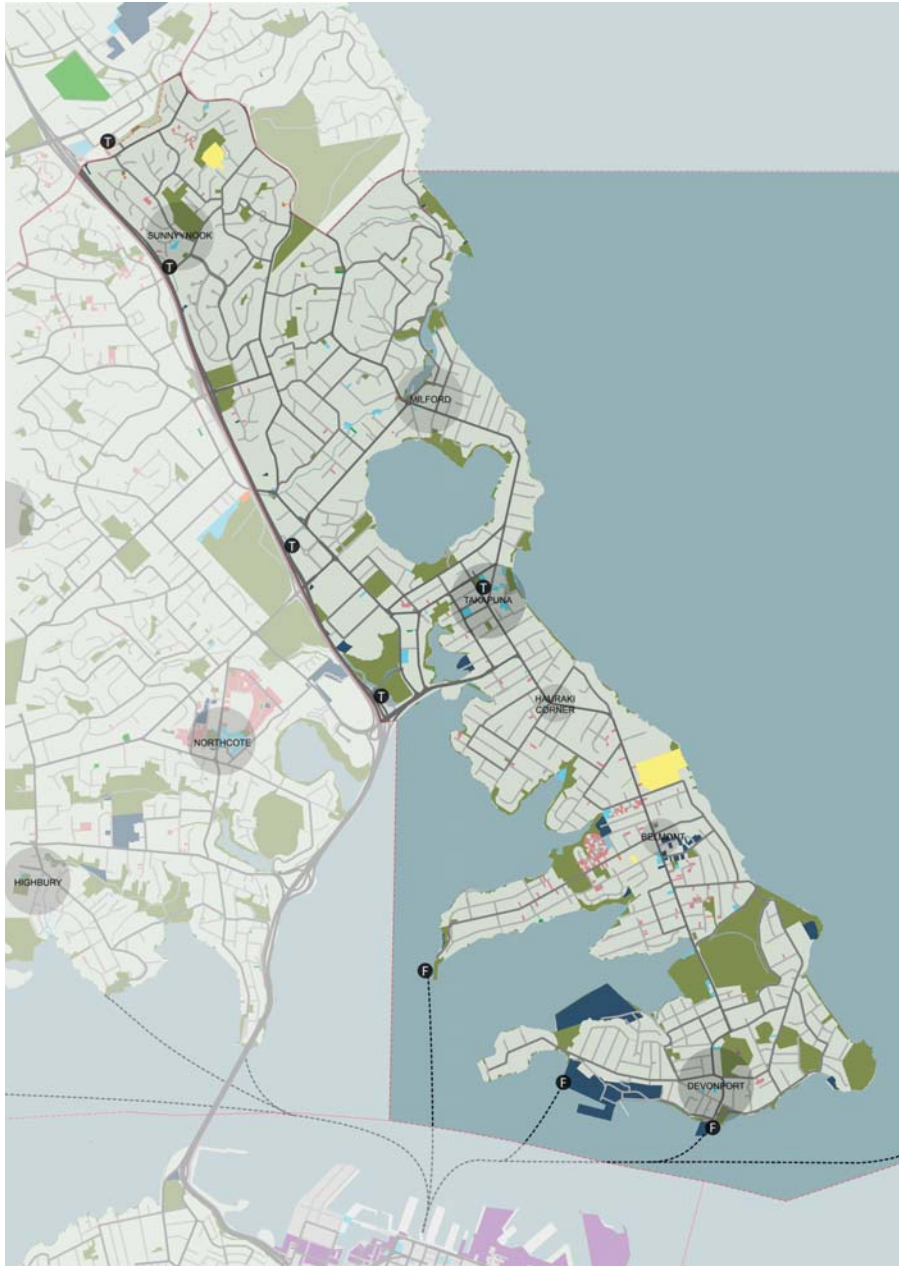 T
SUNNYNOOK
T
MILFORD
T
T
TAKAPUNA
T
HAURAKI
CORNER
NORTHCOTE
BELMONT
HIGHBURY
F
F
DEVONPORT
F